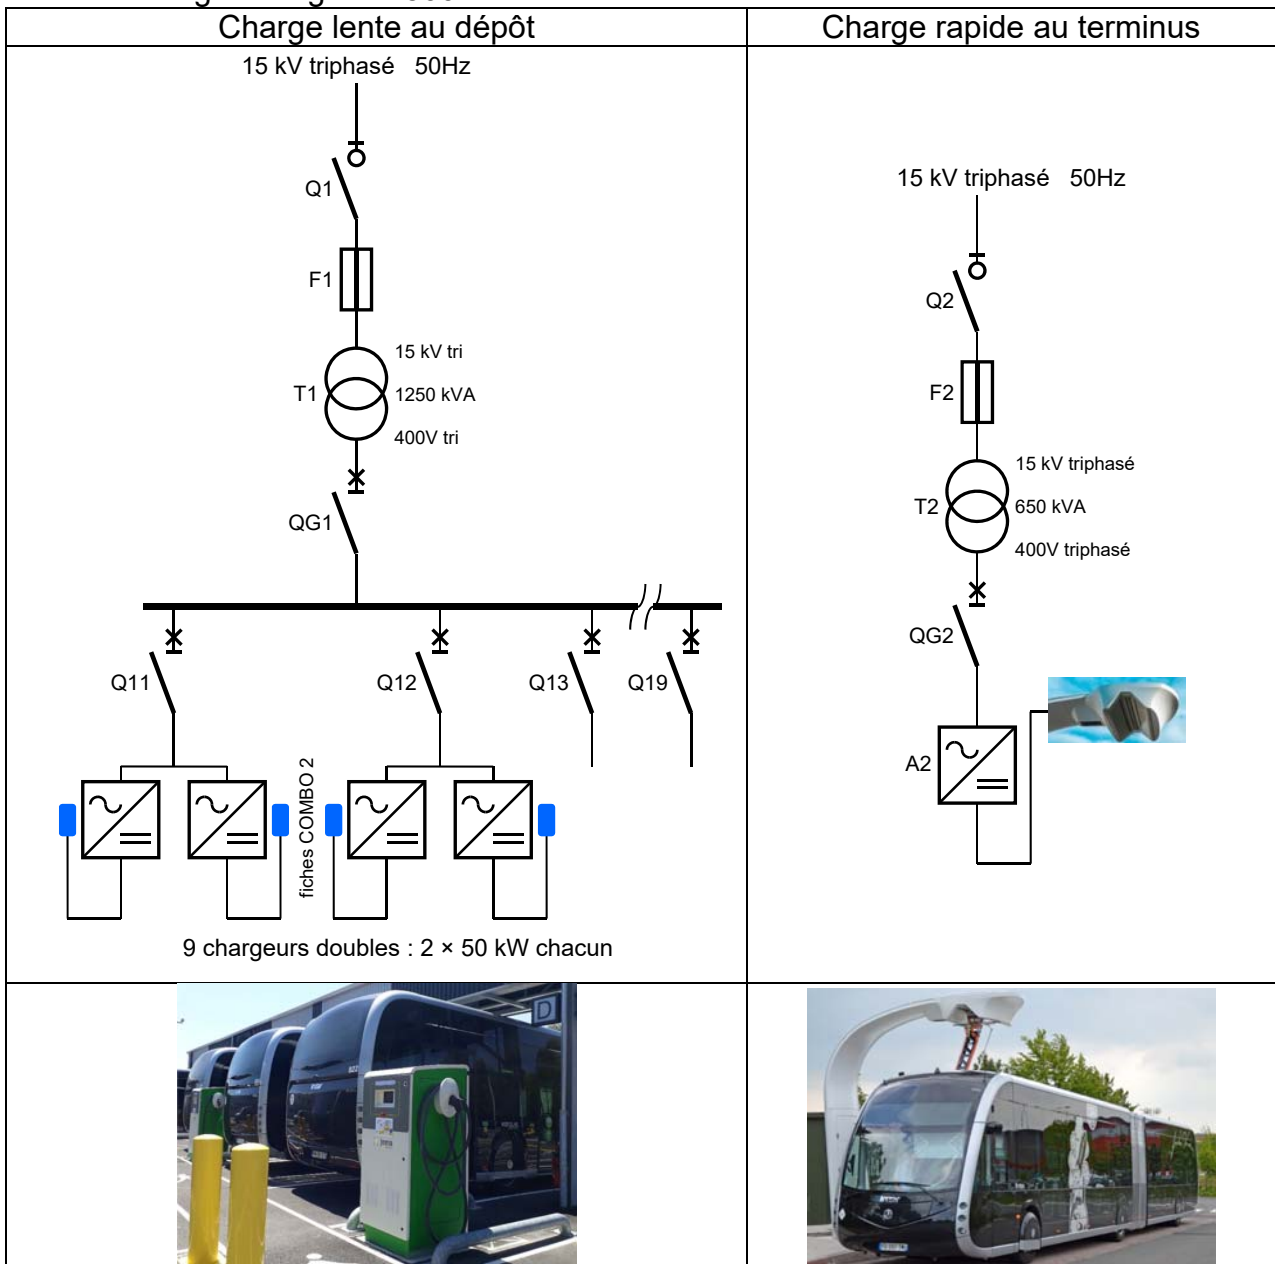 Charge lente au dépôt
15 kV triphasé 50Hz
Q1
F1
15 kV tri
T1
1250 kVA
400V tri
QG1
Q11
Q12
Q13
Q19
fiches COMBO 2
9 chargeurs doubles : 2 × 50 kW chacun
D
Charge rapide au terminus
15 kV triphasé 50Hz
Q2
F2
15 kV triphasé
T2
650 kVA
400V triphasé
QG2
A2